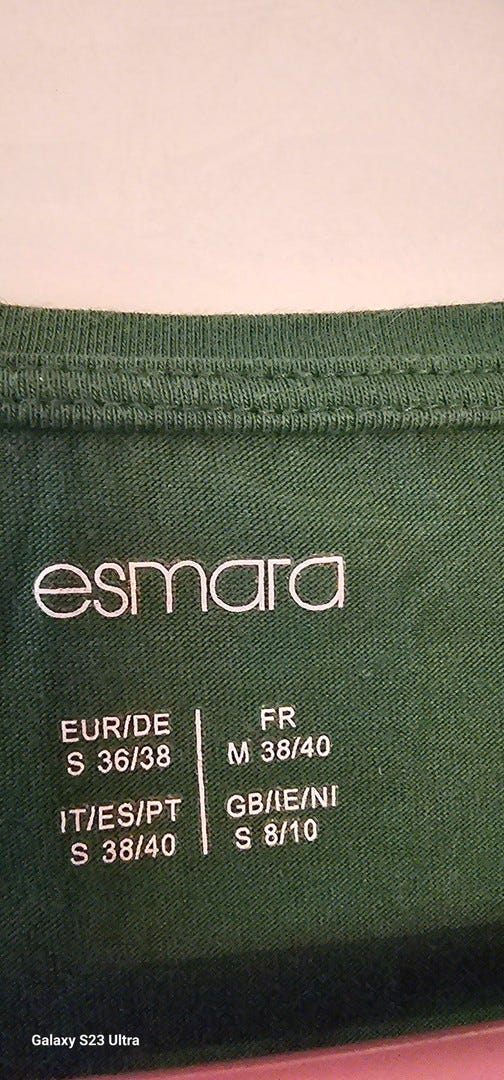 esmara
EUR/DE
S 36/38
FR
M 38/40
IT/ES/PT
S 38/40
GB/IE/NI
S 8/10
Galaxy S23 Ultra